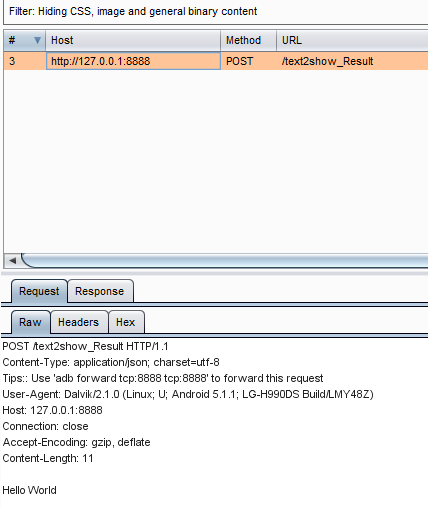 Filter: Hiding CSS, image and general binary content
# Host Method URL
3 http://127.0.0.1:8888 POST /text2show_Result
Request Response
Raw Headers Hex
POST /text2show_Result HTTP/1.1
Content-Type: application/json; charset=utf-8
Tips:: Use 'adb forward tcp:8888 tcp:8888' to forward this request
User-Agent: Dalvik/2.1.0 (Linux; U; Android 5.1.1; LG-H990DS Build/LMY48Z)
Host: 127.0.0.1:8888
Connection: close
Accept-Encoding: gzip, deflate
Content-Length: 11
Hello World